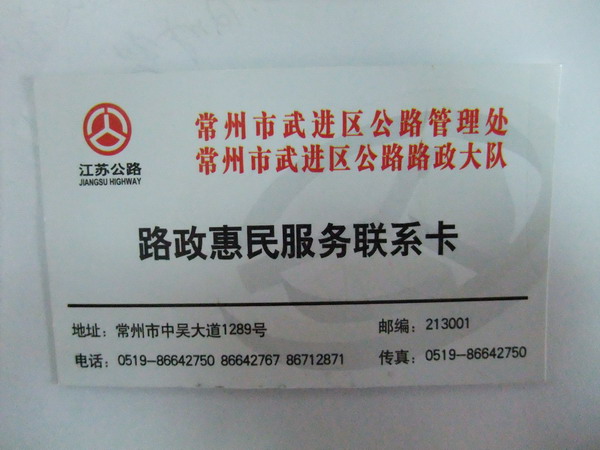 江苏公路
JIANGSU HIGHWAY
常州市武进区公路管理处
常州市武进区公路路政大队
路政惠民服务联系卡
地址：常州市中吴大道1289号 邮编：213001
电话：0519-86642750 86642767 86712871 传真：0519-86642750